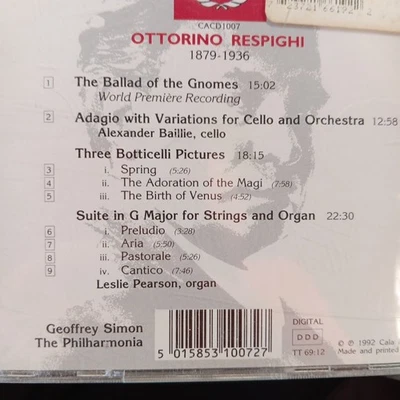 CACD1007
OTTORINO RESPIGHI
1879-1936
1 The Ballad of the Gnomes 15:02
World Première Recording
2 Adagio with Variations for Cello and Orchestra 12:58
Alexander Baillie, cello
Three Botticelli Pictures 18:15
3 i. Spring (5:26)
4 ii. The Adoration of the Magi (7:58)
5 iii. The Birth of Venus (4:52)
Suite in G Major for Strings and Organ 22:30
6 i. Preludio (3:28)
7 ii. Aria (5:50)
8 iii. Pastorale (5:26)
9 iv. Cantico (7:46)
Leslie Pearson, organ
Geoffrey Simon
The Philharmonia
5 015853 100727
DIGITAL
DDD
TT 69:12
© ℗ 1992 Cala
Made and printed